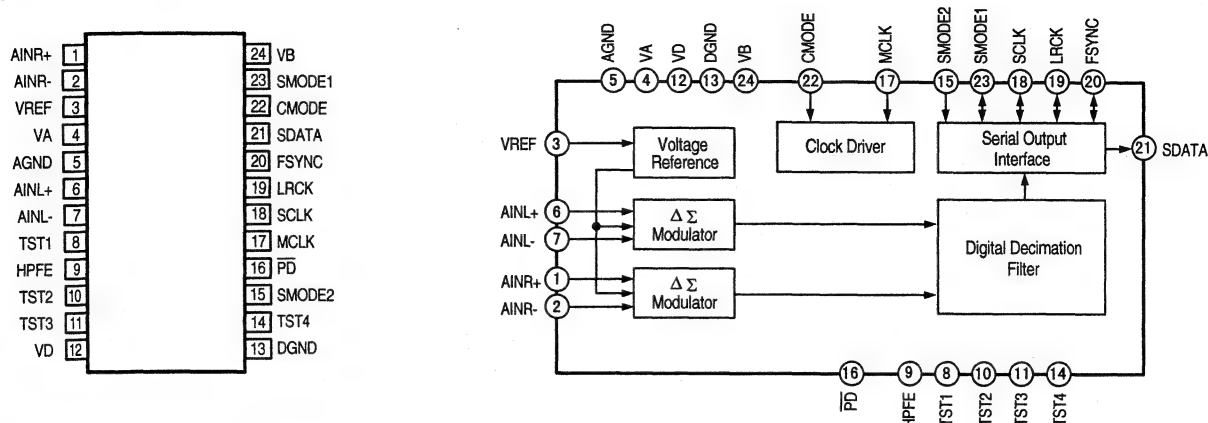 AINR+ 1
AINR- 2
VREF 3
VA 4
AGND 5
AINL+ 6
AINL- 7
TST1 8
HPFE 9
TST2 10
TST3 11
VD 12
24 VB
23 SMODE1
22 CMODE
21 SDATA
20 FSYNC
19 LRCK
18 SCLK
17 MCLK
16 PD
15 SMODE2
14 TST4
13 DGND
AGND VA VD DGND VB CMODE MCLK SMODE2 SMODE1 SCLK LRCK FSYNC
5 4 12 13 24 22 17 15 23 18 19 20
VREF 3
Voltage
Reference
Clock Driver
Serial Output
Interface
21 SDATA
AINL+ 6
AINL- 7
Δ Σ
Modulator
AINR+ 1
AINR- 2
Δ Σ
Modulator
Digital Decimation
Filter
16 9 8 10 11 14
PD HPFE TST1 TST2 TST3 TST4